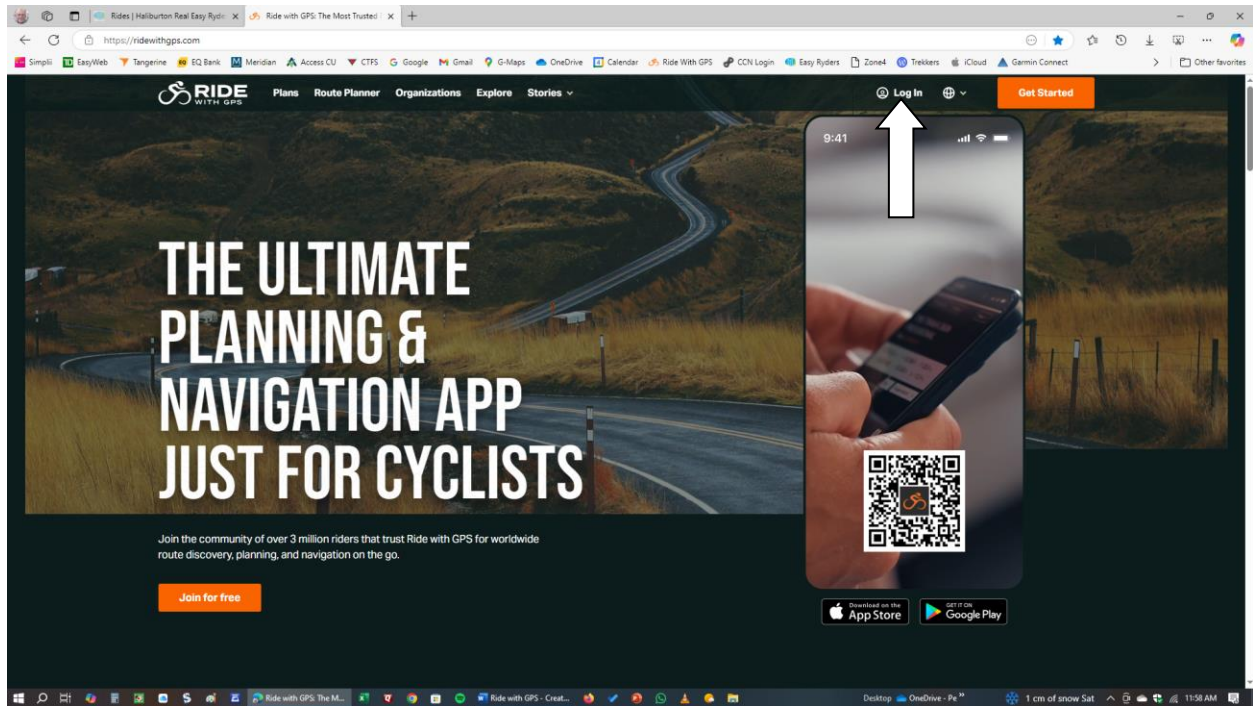 Rides | Haliburton Real Easy Ryde
Ride with GPS: The Most Trusted
https://ridewithgps.com
Simplii EasyWeb Tangerine EQ Bank Meridian Access CU CTFS Google Gmail G-Maps OneDrive Calendar Ride With GPS CCN Login Easy Ryders Zone4 Trekkers iCloud Garmin Connect Other favorites
RIDE
WITH GPS
Plans Route Planner Organizations Explore Stories Log In Get Started
9:41
THE ULTIMATE
PLANNING &
NAVIGATION APP
JUST FOR CYCLISTS
Join the community of over 3 million riders that trust Ride with GPS for worldwide
route discovery, planning, and navigation on the go.
Join for free
Download on the
App Store
GET IT ON
Google Play
Ride with GPS: The M... Ride with GPS - Creat... Desktop OneDrive - Pe 1 cm of snow Sat 11:58 AM